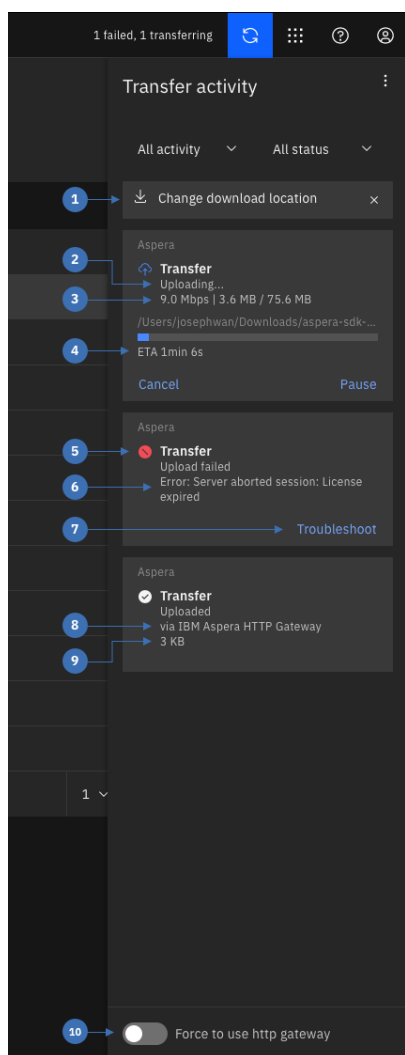 1 failed, 1 transferring
Transfer activity
All activity
All status
1
Change download location
Aspera
2
Transfer
Uploading...
3
9.0 Mbps | 3.6 MB / 75.6 MB
/Users/josephwan/Downloads/aspera-sdk-...
4
ETA 1min 6s
Cancel
Pause
Aspera
5
Transfer
Upload failed
6
Error: Server aborted session: License
expired
7
Troubleshoot
Aspera
Transfer
Uploaded
8
via IBM Aspera HTTP Gateway
9
3 KB
1
10
Force to use http gateway